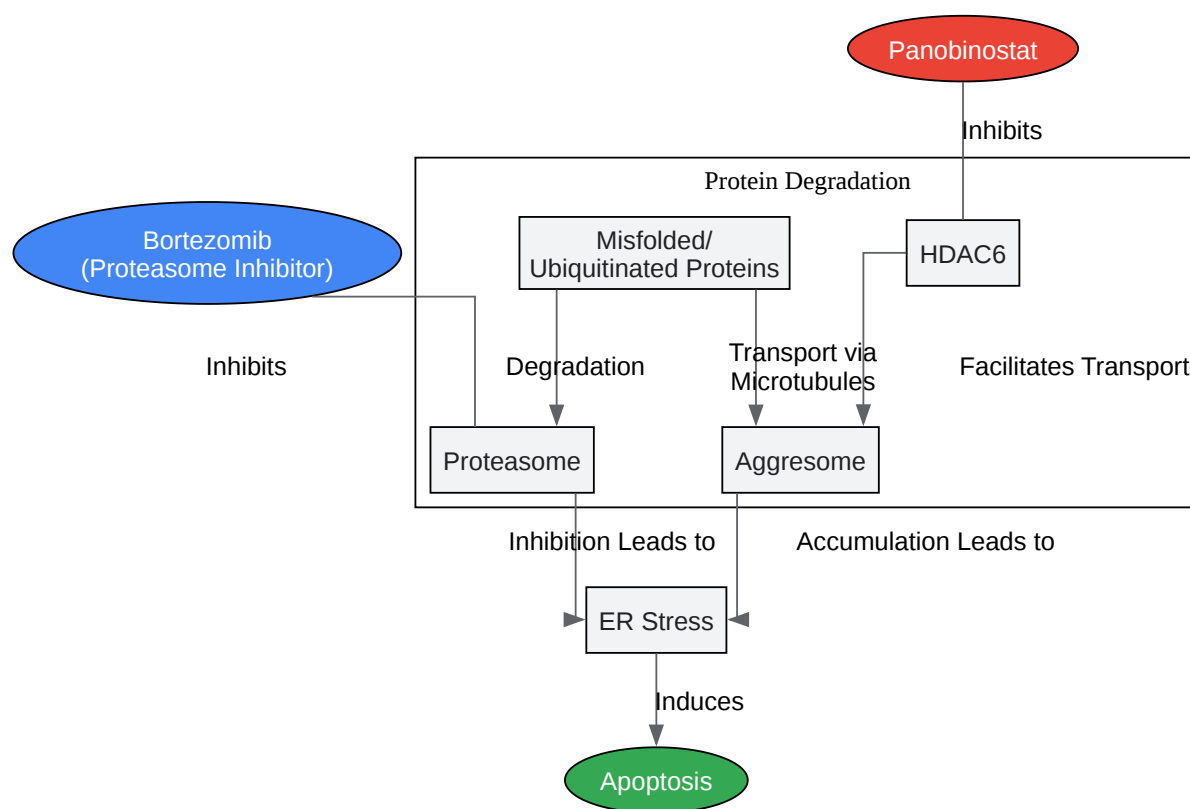 Panobinostat
Inhibits
Protein Degradation
Bortezomib
(Proteasome Inhibitor)
Misfolded/
Ubiquitinated Proteins
HDAC6
Inhibits
Degradation
Transport via
Microtubules
Facilitates Transport
Proteasome
Aggresome
Inhibition Leads to
Accumulation Leads to
ER Stress
Induces
Apoptosis